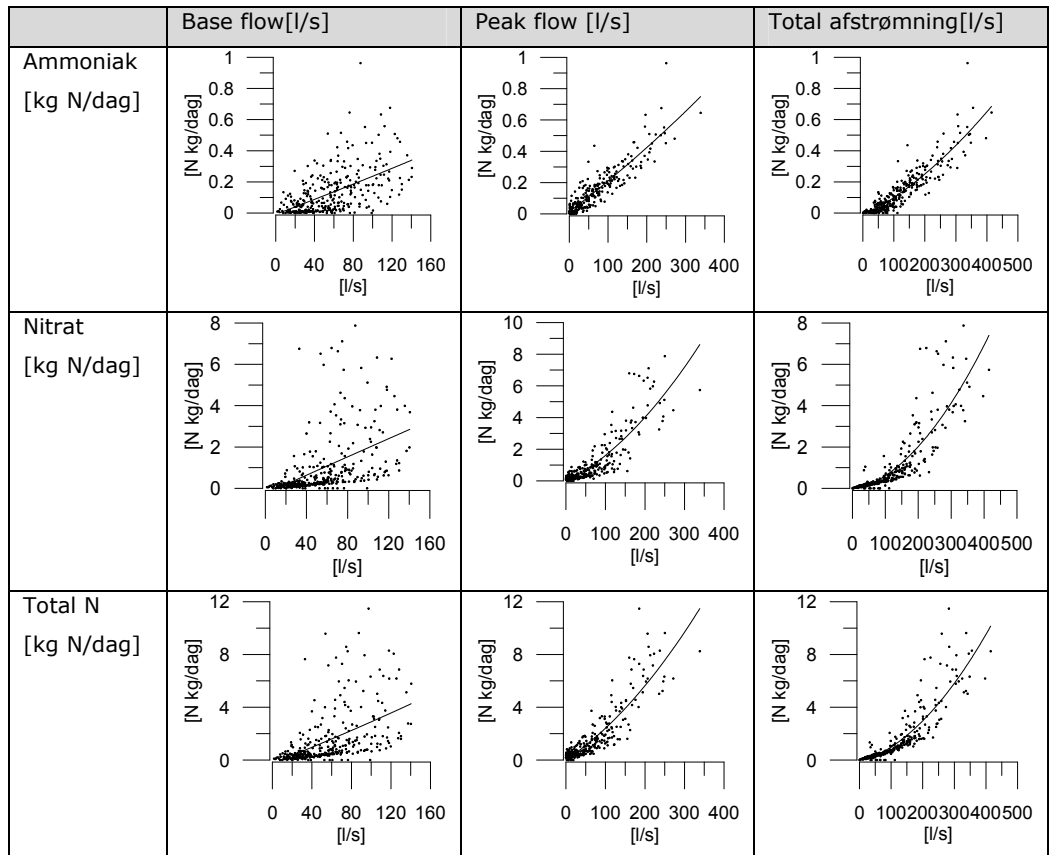 Base flow[l/s] Peak flow [l/s] Total afstrømning[l/s]
Ammoniak
[kg N/dag]
[N kg/dag]
1
0.8
0.6
0.4
0.2
0
0 40 80 120 160
[l/s]
[N kg/dag]
1
0.8
0.6
0.4
0.2
0
0 100 200 300 400
[l/s]
[N kg/dag]
1
0.8
0.6
0.4
0.2
0
0 100200300400500
[l/s]
Nitrat
[kg N/dag]
[N kg/dag]
8
6
4
2
0
0 40 80 120 160
[l/s]
[N kg/dag]
10
8
6
4
2
0
0 100 200 300 400
[l/s]
[N kg/dag]
8
6
4
2
0
0 100200300400500
[l/s]
Total N
[kg N/dag]
[N kg/dag]
12
8
4
0
0 40 80 120 160
[l/s]
[N kg/dag]
12
8
4
0
0 100 200 300 400
[l/s]
[N kg/dag]
12
8
4
0
0 100200300400500
[l/s]